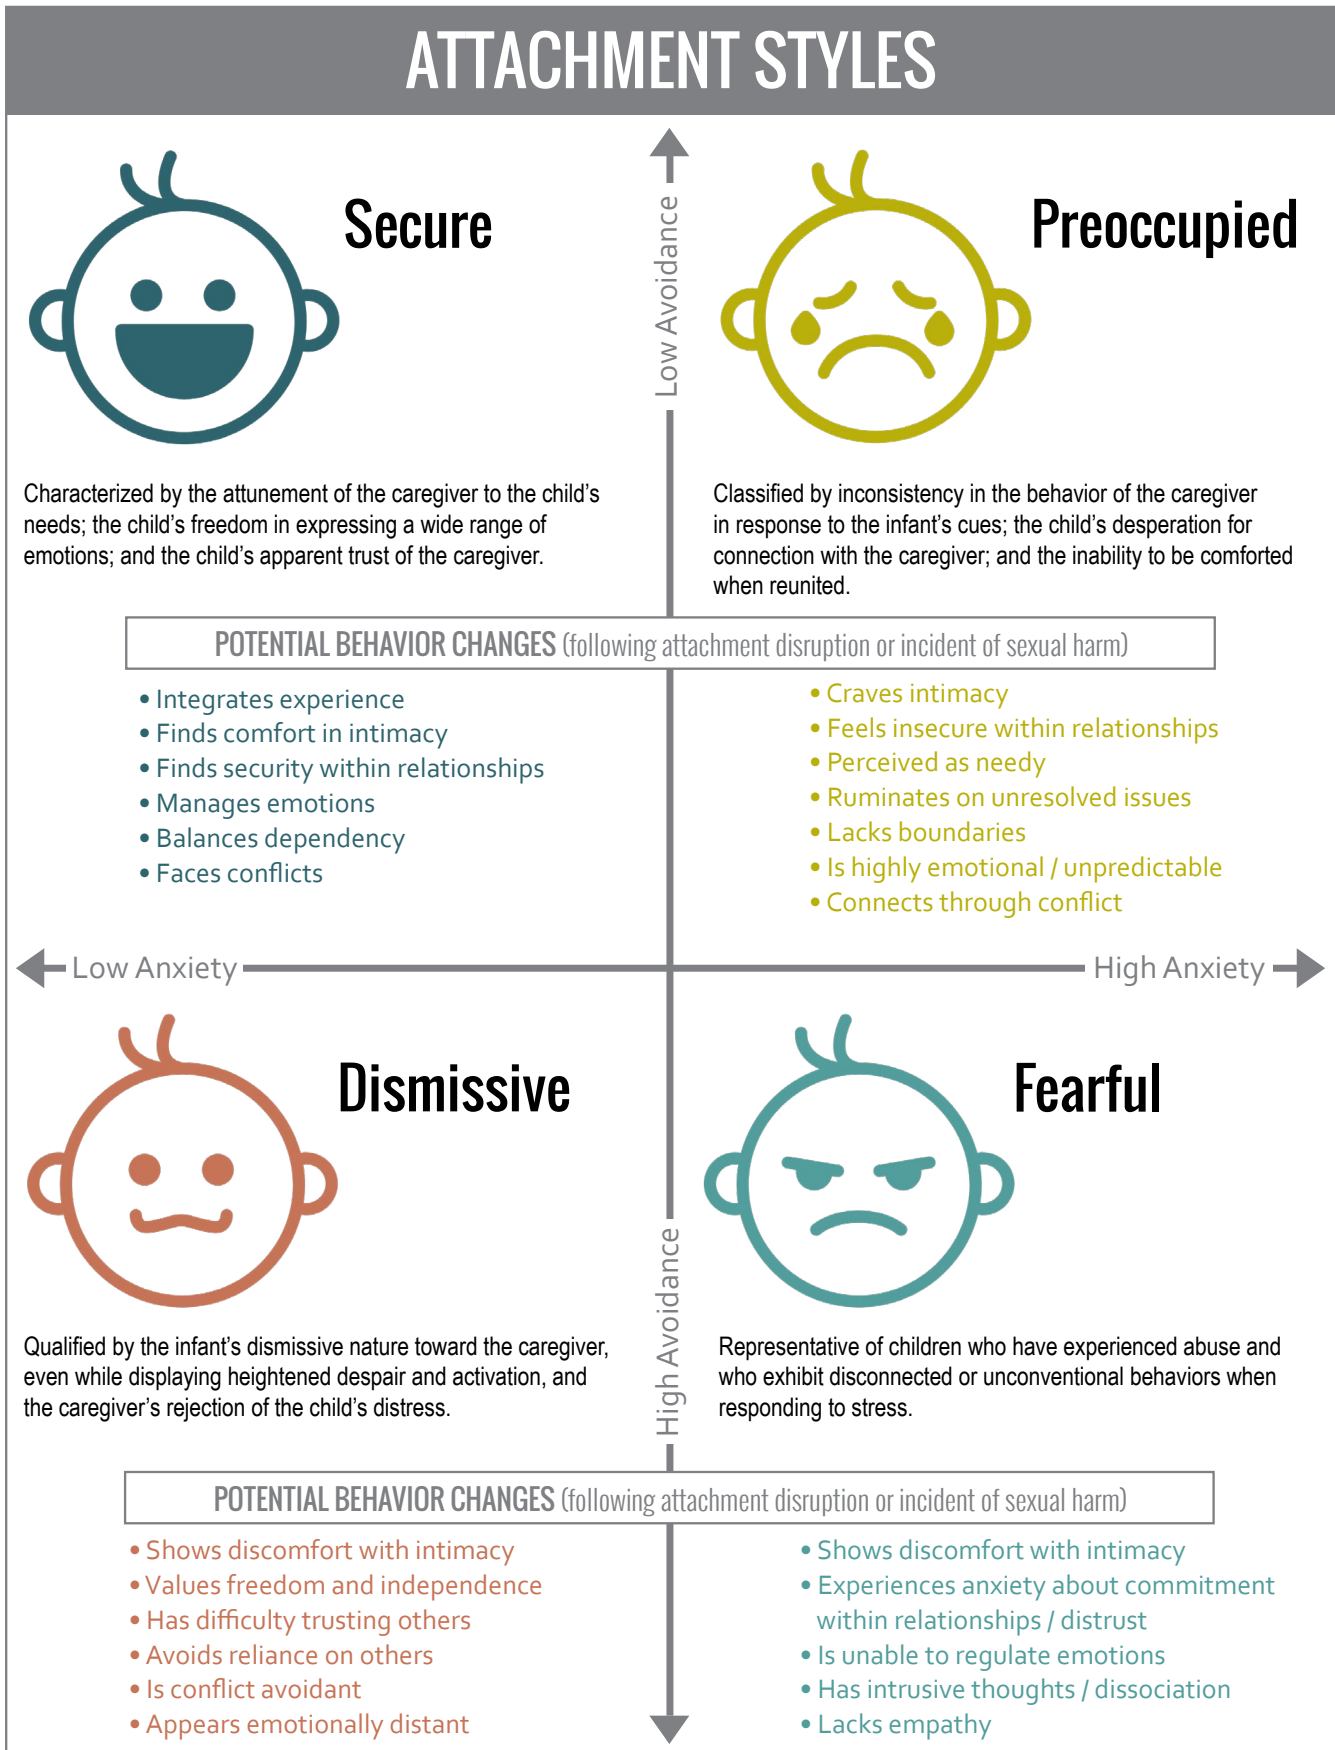 ATTACHMENT STYLES
Secure
Characterized by the attunement of the caregiver to the child's
needs; the child's freedom in expressing a wide range of
emotions; and the child's apparent trust of the caregiver.
Low Avoidance
Preoccupied
Classified by inconsistency in the behavior of the caregiver
in response to the infant's cues; the child's desperation for
connection with the caregiver; and the inability to be comforted
when reunited.
POTENTIAL BEHAVIOR CHANGES (following attachment disruption or incident of sexual harm)
• Integrates experience
• Finds comfort in intimacy
• Finds security within relationships
• Manages emotions
• Balances dependency
• Faces conflicts
• Craves intimacy
• Feels insecure within relationships
• Perceived as needy
• Ruminates on unresolved issues
• Lacks boundaries
• Is highly emotional / unpredictable
• Connects through conflict
Low Anxiety
High Anxiety
Dismissive
Qualified by the infant's dismissive nature toward the caregiver,
even while displaying heightened despair and activation, and
the caregiver's rejection of the child's distress.
High Avoidance
Fearful
Representative of children who have experienced abuse and
who exhibit disconnected or unconventional behaviors when
responding to stress.
POTENTIAL BEHAVIOR CHANGES (following attachment disruption or incident of sexual harm)
• Shows discomfort with intimacy
• Values freedom and independence
• Has difficulty trusting others
• Avoids reliance on others
• Is conflict avoidant
• Appears emotionally distant
• Shows discomfort with intimacy
• Experiences anxiety about commitment
within relationships / distrust
• Is unable to regulate emotions
• Has intrusive thoughts / dissociation
• Lacks empathy